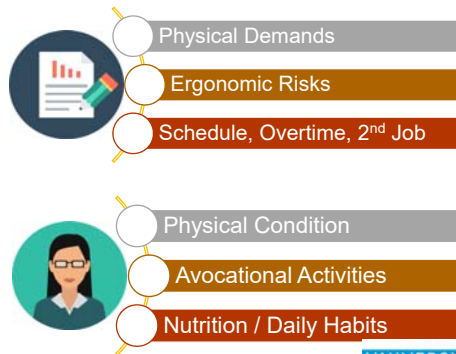 Physical Demands
Ergonomic Risks
Schedule, Overtime, 2nd Job
Physical Condition
Avocational Activities
Nutrition / Daily Habits